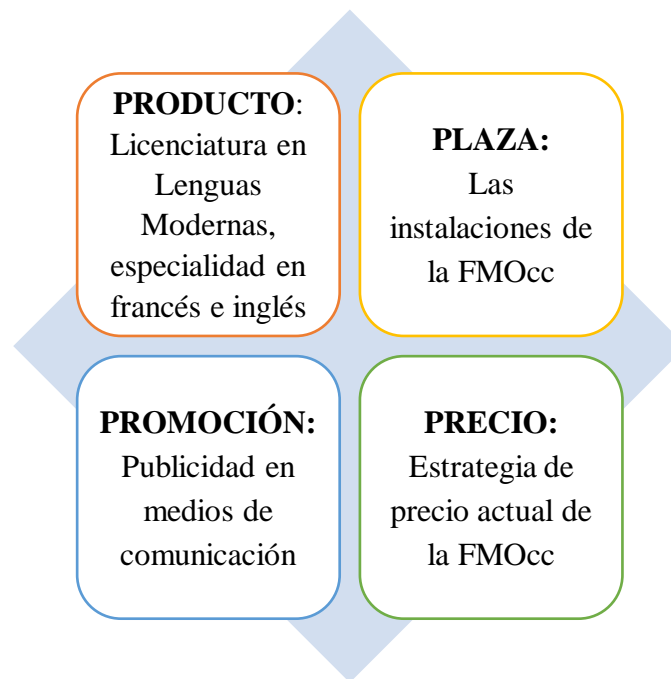 PRODUCTO:
Licenciatura en
Lenguas
Modernas,
especialidad en
francés e inglés
PLAZA:
Las
instalaciones de
la FMOcc
PROMOCIÓN:
Publicidad en
medios de
comunicación
PRECIO:
Estrategia de
precio actual de
la FMOcc